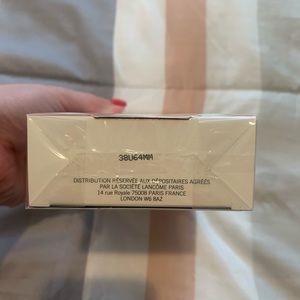 38U64MM
DISTRIBUTION RÉSERVÉE AUX DÉPOSITAIRES AGRÉÉS
PAR LA SOCIÉTÉ LANCÔME PARIS
14 rue Royale 75008 PARIS FRANCE
LONDON W6 8AZ